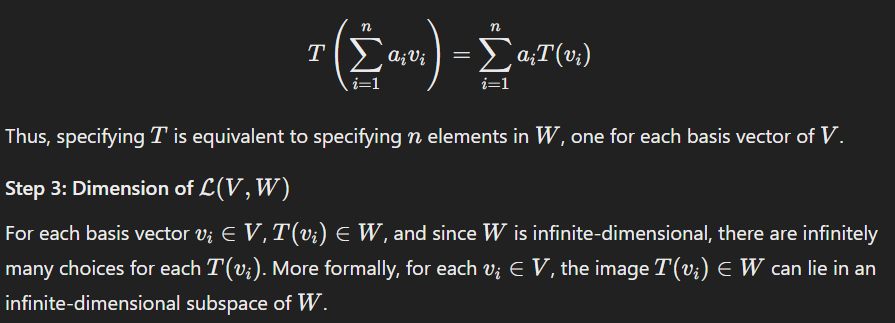 T(∑_{i=1}^{n} a_i v_i) = ∑_{i=1}^{n} a_i T(v_i)
Thus, specifying T is equivalent to specifying n elements in W, one for each basis vector of V.
Step 3: Dimension of ℒ(V, W)
For each basis vector v_i ∈ V, T(v_i) ∈ W, and since W is infinite-dimensional, there are infinitely
many choices for each T(v_i). More formally, for each v_i ∈ V, the image T(v_i) ∈ W can lie in an
infinite-dimensional subspace of W.